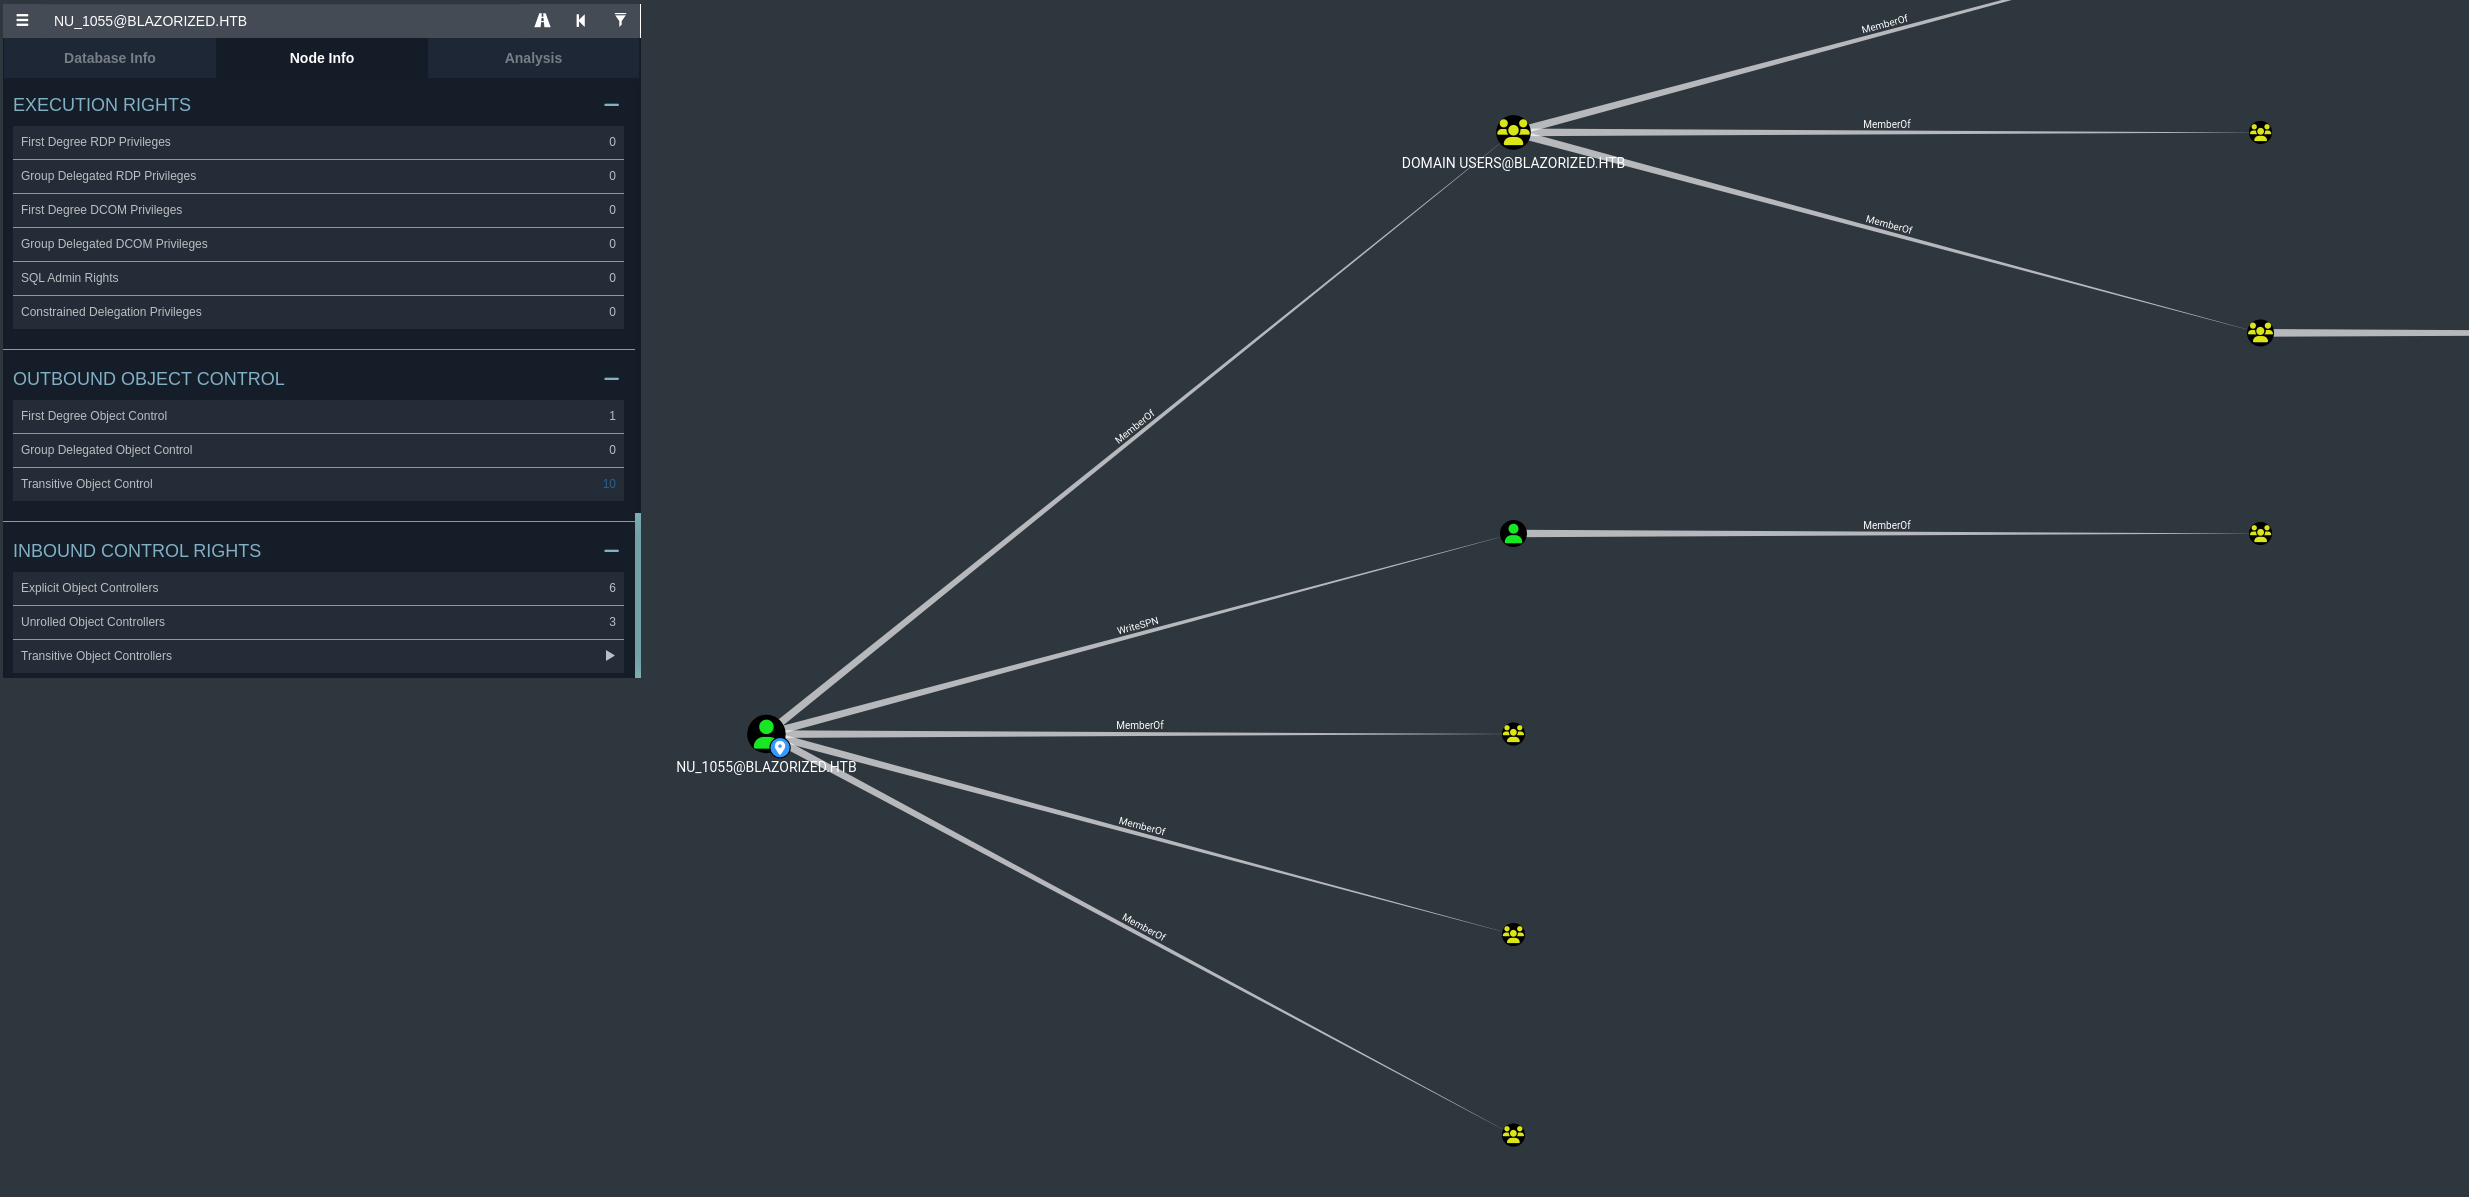 NU_1055@BLAZORIZED.HTB
Database Info
Node Info
Analysis
EXECUTION RIGHTS
First Degree RDP Privileges 0
Group Delegated RDP Privileges 0
First Degree DCOM Privileges 0
Group Delegated DCOM Privileges 0
SQL Admin Rights 0
Constrained Delegation Privileges 0
OUTBOUND OBJECT CONTROL
First Degree Object Control 1
Group Delegated Object Control 0
Transitive Object Control 10
INBOUND CONTROL RIGHTS
Explicit Object Controllers 6
Unrolled Object Controllers 3
Transitive Object Controllers
MemberOf
MemberOf
DOMAIN USERS@BLAZORIZED.HTB
MemberOf
MemberOf
MemberOf
WriteSPN
MemberOf
NU_1055@BLAZORIZED.HTB
MemberOf
MemberOf